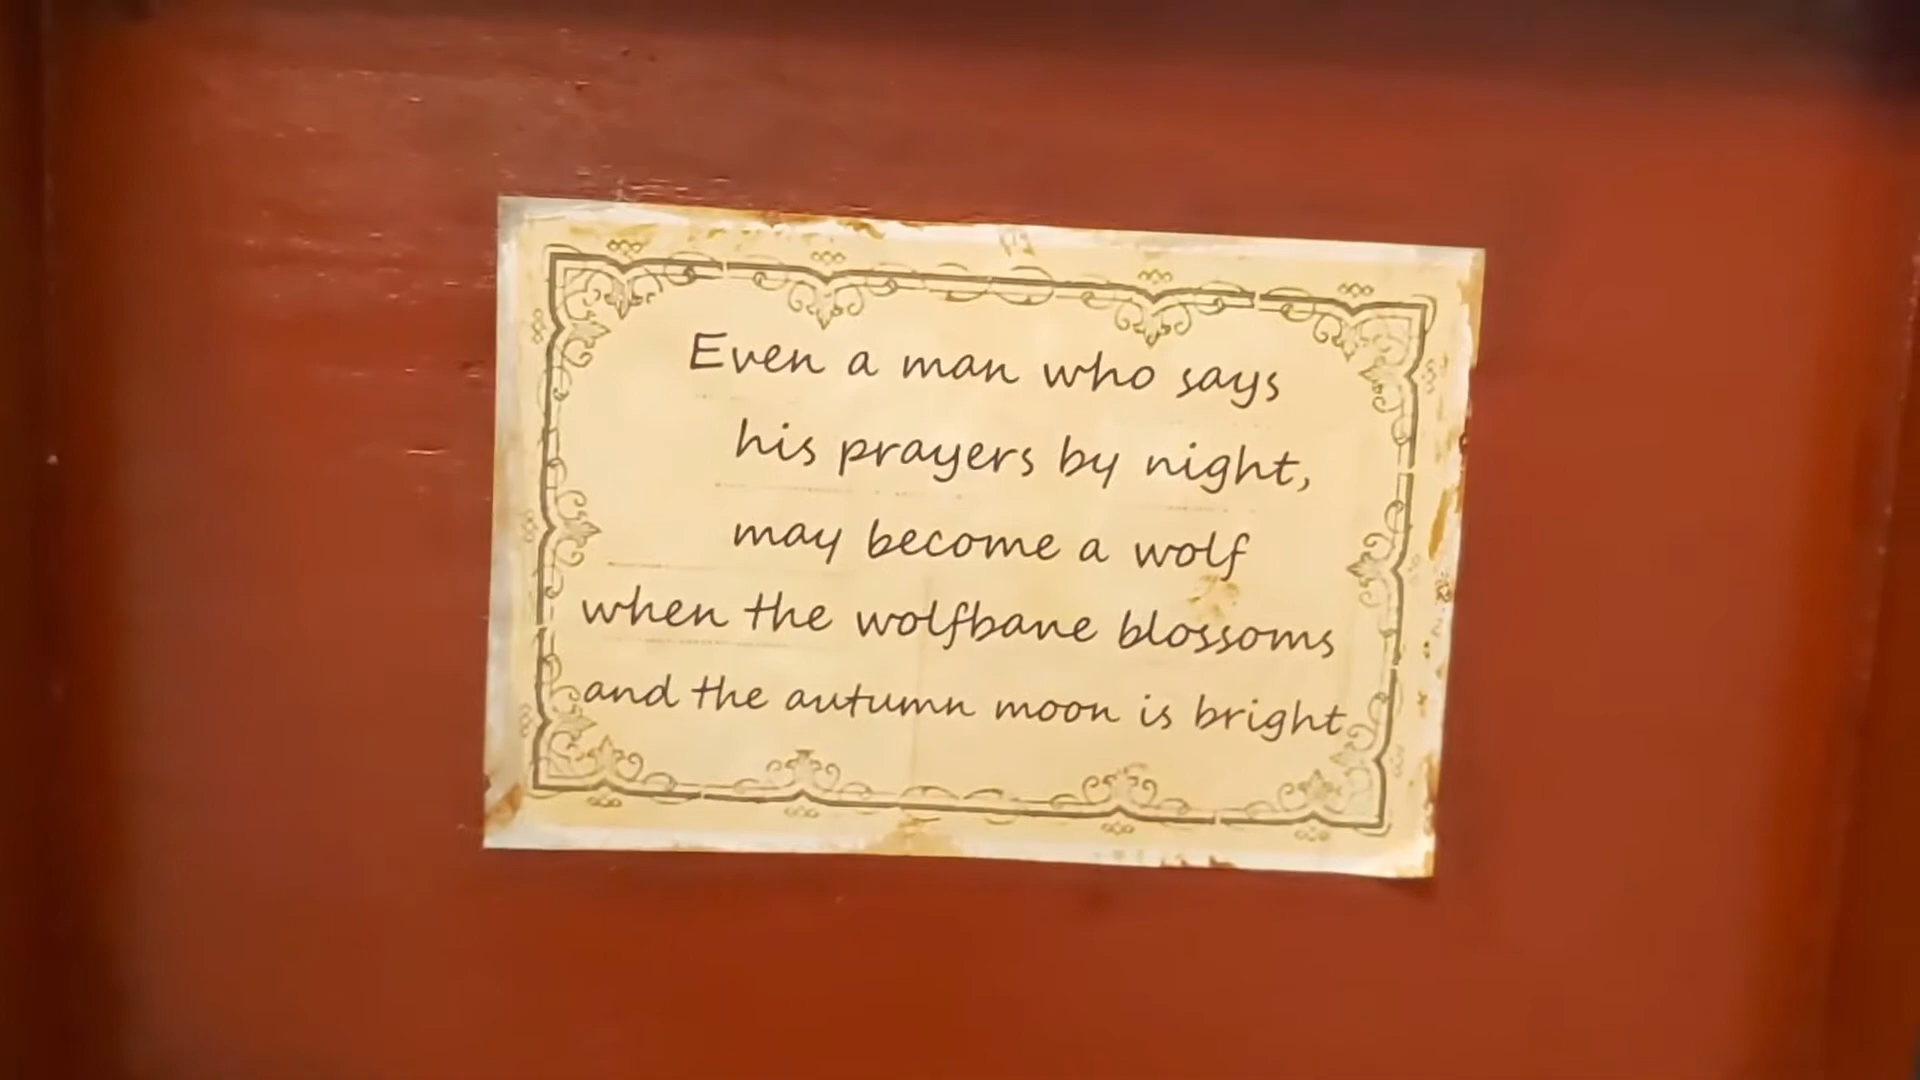 Even a man who says
his prayers by night,
may become a wolf
when the wolfbane blossoms
and the autumn moon is bright